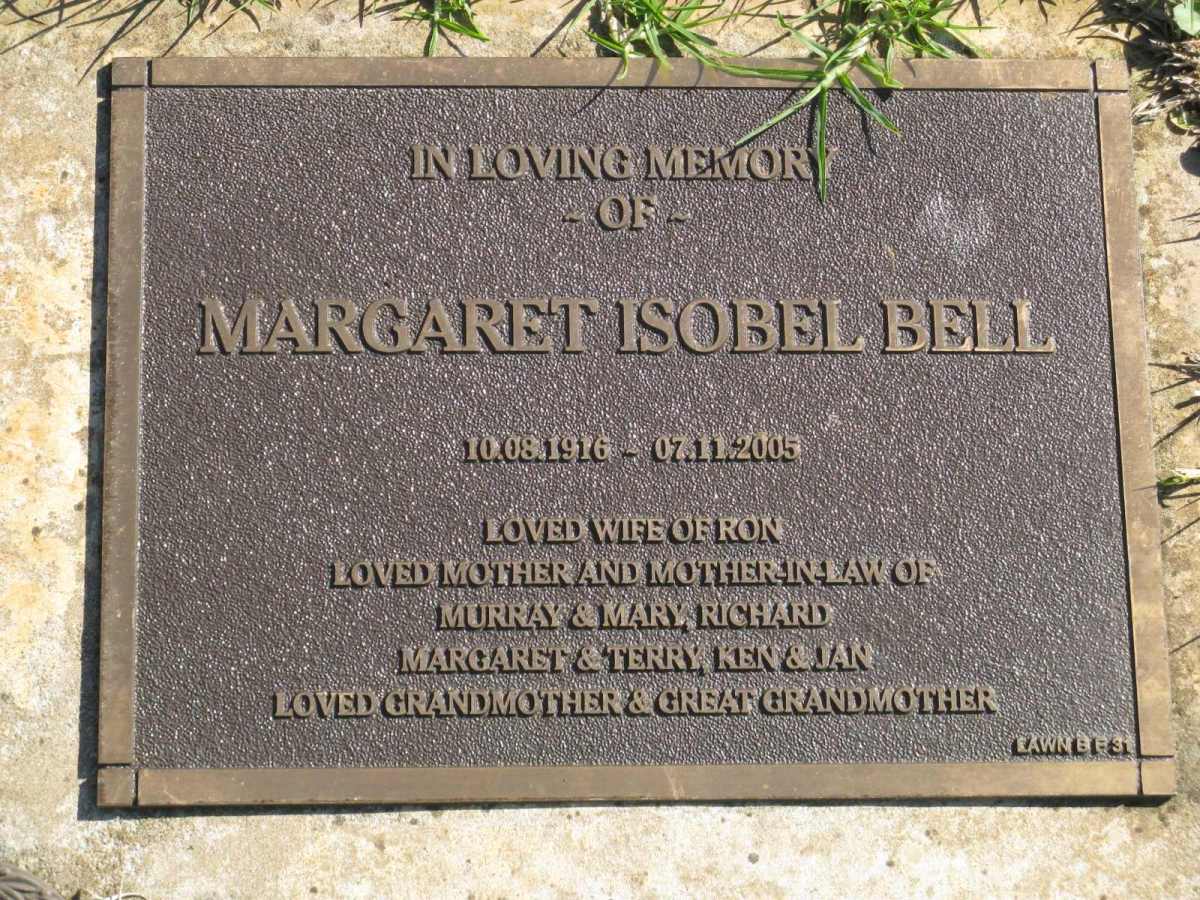 IN LOVING MEMORY
~ OF ~
MARGARET ISOBEL BELL
10.08.1916 ~ 07.11.2005
LOVED WIFE OF RON
LOVED MOTHER AND MOTHER-IN-LAW OF
MURRAY & MARY, RICHARD
MARGARET & TERRY, KEN & JAN
LOVED GRANDMOTHER & GREAT GRANDMOTHER
LAWN B F 31